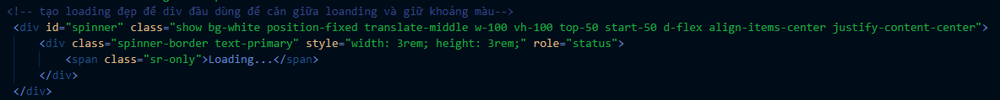 <!-- tạo loading đẹp để div đầu dùng để căn giữa loanding và giữ khoảng màu-->
<div id="spinner" class="show bg-white position-fixed translate-middle w-100 vh-100 top-50 start-50 d-flex align-items-center justify-content-center">
<div class="spinner-border text-primary" style="width: 3rem; height: 3rem;" role="status">
<span class="sr-only">Loading...</span>
</div>
</div>